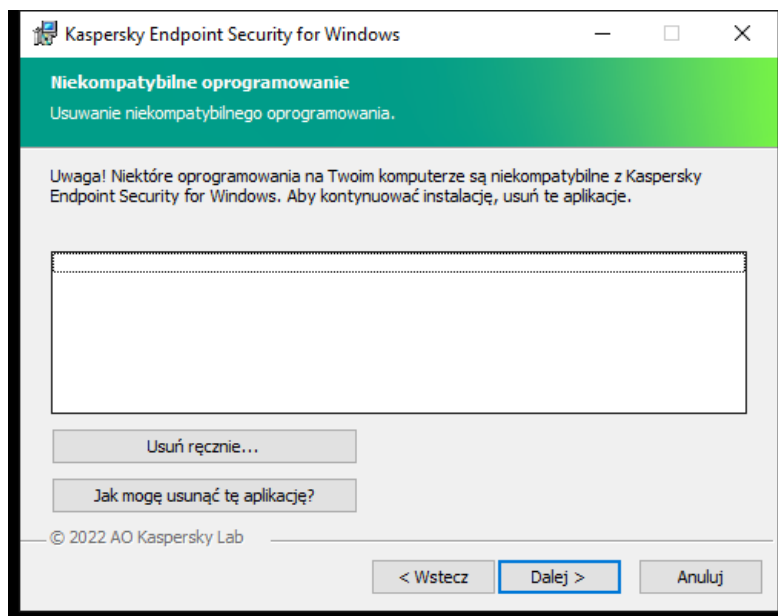 Kaspersky Endpoint Security for Windows
Niekompatybilne oprogramowanie
Usuwanie niekompatybilnego oprogramowania.
Uwaga! Niektóre oprogramowania na Twoim komputerze są niekompatybilne z Kaspersky
Endpoint Security for Windows. Aby kontynuować instalację, usuń te aplikacje.
Usuń ręcznie...
Jak mogę usunąć tę aplikację?
© 2022 AO Kaspersky Lab
< Wstecz
Dalej >
Anuluj